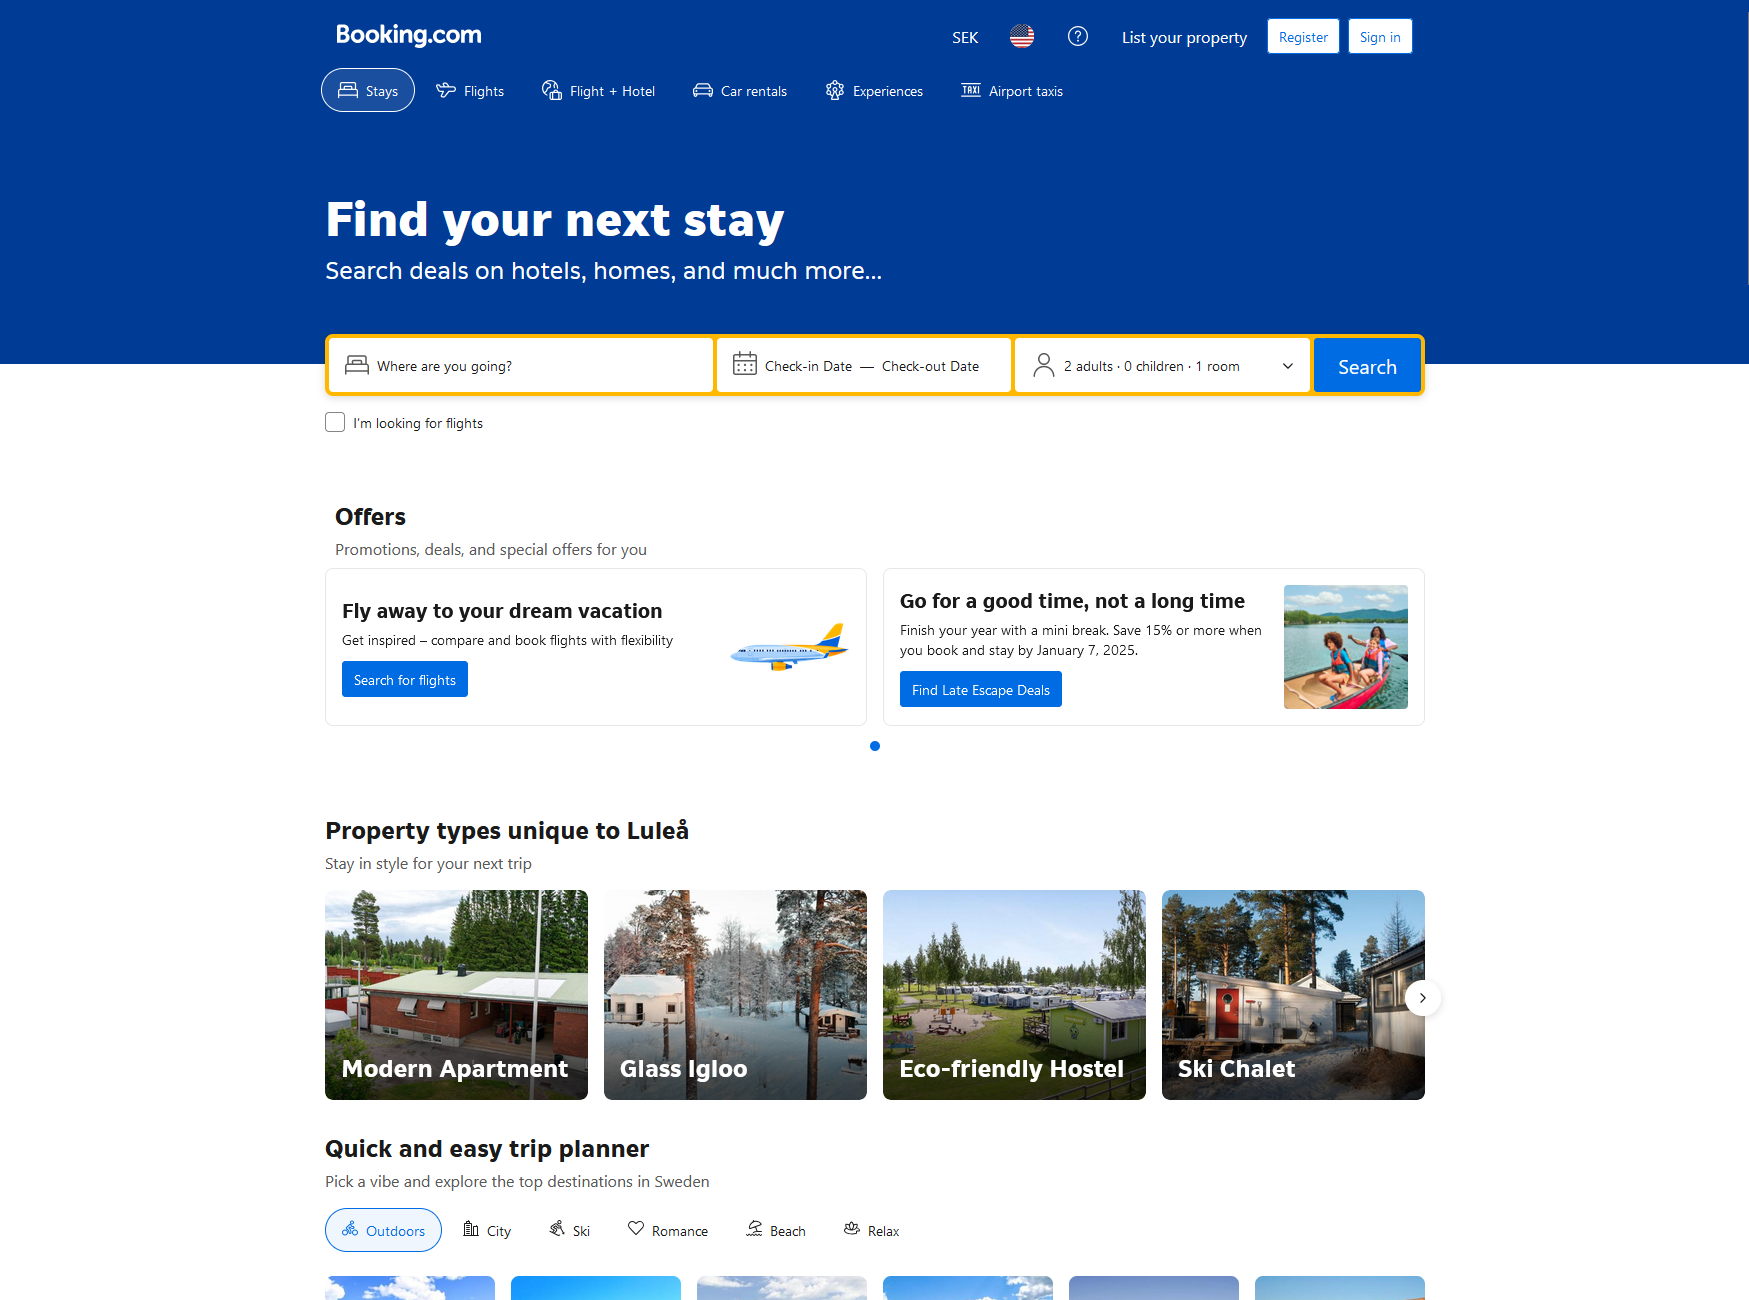 Booking.com
SEK
List your property
Register
Sign in
Stays
Flights
Flight + Hotel
Car rentals
Experiences
TAXI
Airport taxis
Find your next stay
Search deals on hotels, homes, and much more...
Where are you going?
Check-in Date — Check-out Date
2 adults · 0 children · 1 room
Search
I'm looking for flights
Offers
Promotions, deals, and special offers for you
Fly away to your dream vacation
Get inspired – compare and book flights with flexibility
Search for flights
Go for a good time, not a long time
Finish your year with a mini break. Save 15% or more when
you book and stay by January 7, 2025.
Find Late Escape Deals
Property types unique to Luleå
Stay in style for your next trip
Modern Apartment
Glass Igloo
Eco-friendly Hostel
Ski Chalet
Quick and easy trip planner
Pick a vibe and explore the top destinations in Sweden
Outdoors
City
Ski
Romance
Beach
Relax